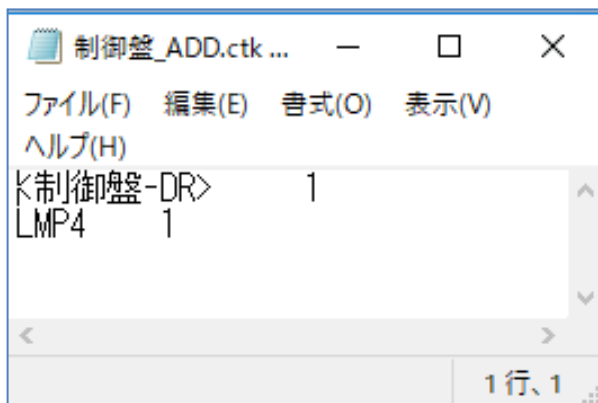 制御盤_ADD.ctk ...
ファイル(F) 編集(E) 書式(O) 表示(V)
ヘルプ(H)
<制御盤-DR> 1
LMP4 1
1 行、1